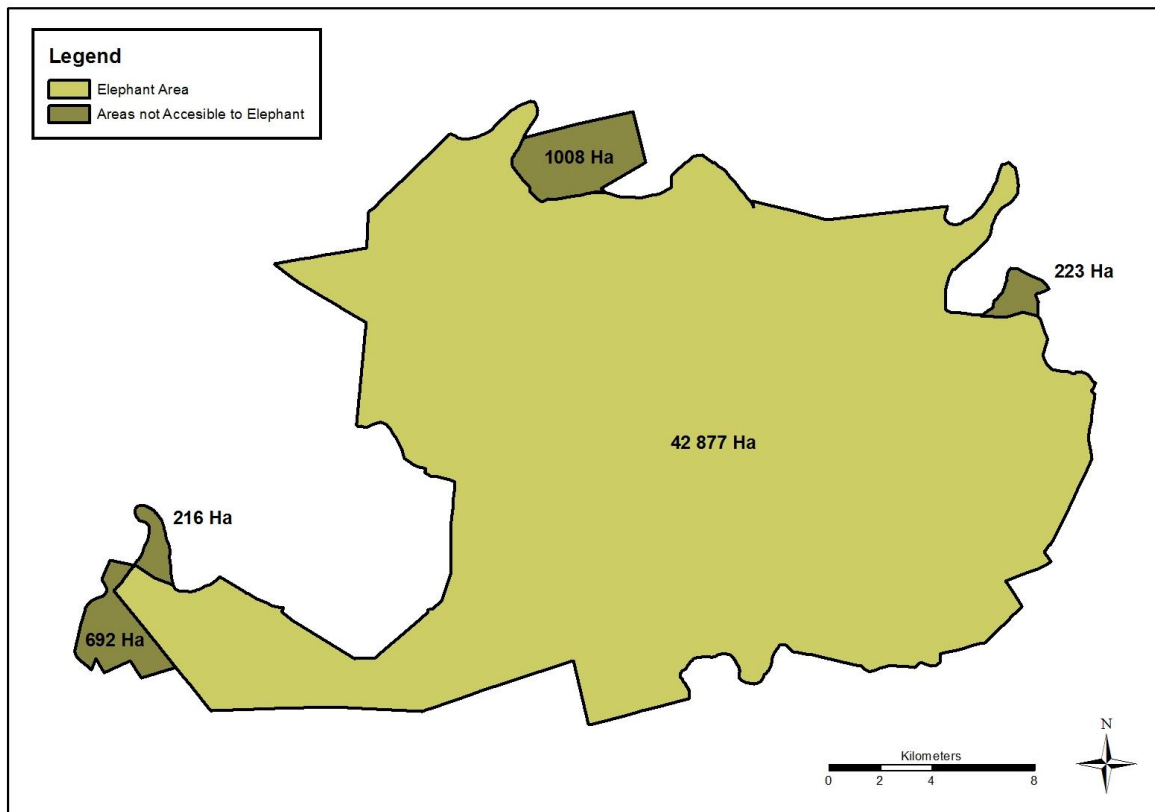 Legend
Elephant Area
Areas not Accesible to Elephant
1008 Ha
223 Ha
42 877 Ha
216 Ha
692 Ha
N
Kilometers
0 2 4 8